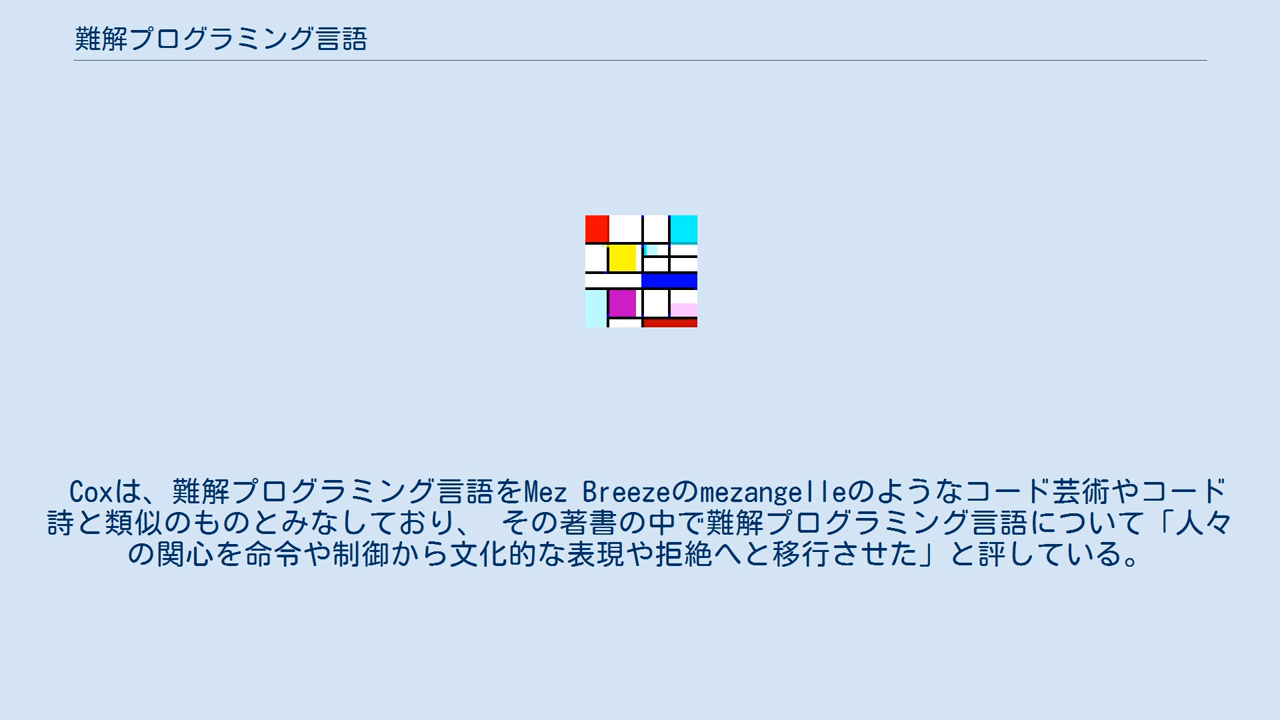 難解プログラミング言語
Coxは、難解プログラミング言語をMez Breezeのmezangelleのようなコード芸術やコード
詩と類似のものとみなしており、 その著書の中で難解プログラミング言語について「人々
の関心を命令や制御から文化的な表現や拒絶へと移行させた」と評している。